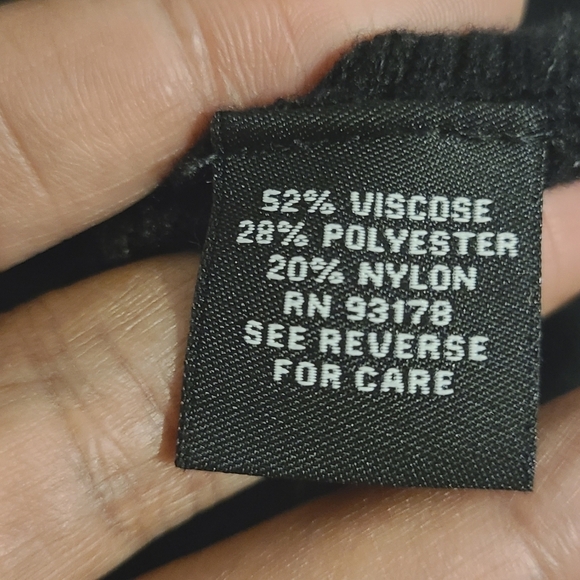 52% VISCOSE
28% POLYESTER
20% NYLON
RN 93178
SEE REVERSE
FOR CARE